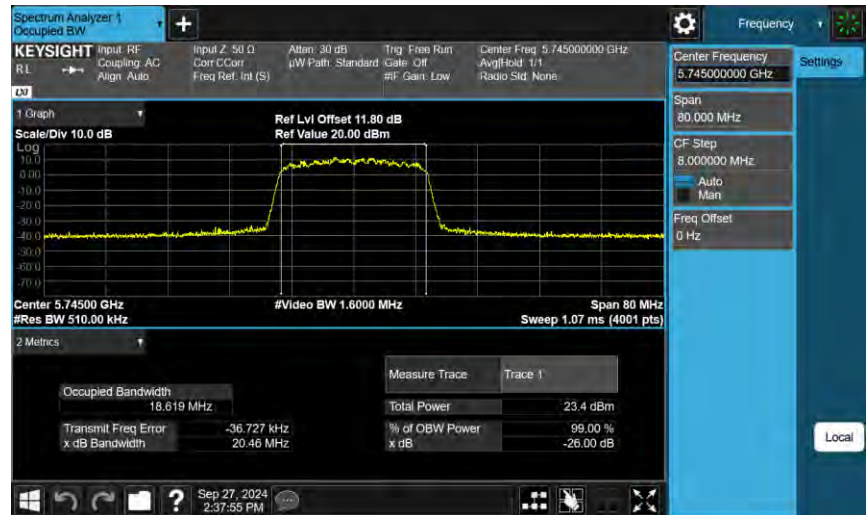 Spectrum Analyzer 1
Occupied BW
Frequency
KEYSIGHT Input: RF Input Z: 50 Ω Atten: 30 dB Trig: Free Run Center Freq: 5.745000000 GHz
RL Coupling: AC Corr CCorr µW Path: Standard Gate: Off Avg|Hold: 1/1
Align: Auto Freq Ref: Int (S) #IF Gain: Low Radio Std: None
LXI
Center Frequency
5.745000000 GHz
Settings
Span
80.000 MHz
CF Step
8.000000 MHz
Auto
Man
Freq Offset
0 Hz
Local
1 Graph
Scale/Div 10.0 dB
Ref Lvl Offset 11.80 dB
Ref Value 20.00 dBm
Log
10.0
0.00
-10.0
-20.0
-30.0
-40.0
-50.0
-60.0
-70.0
Center 5.74500 GHz #Video BW 1.6000 MHz Span 80 MHz
#Res BW 510.00 kHz Sweep 1.07 ms (4001 pts)
2 Metrics
Measure Trace Trace 1
Occupied Bandwidth
18.619 MHz Total Power 23.4 dBm
Transmit Freq Error -36.727 kHz % of OBW Power 99.00 %
x dB Bandwidth 20.46 MHz x dB -26.00 dB
Sep 27, 2024
2:37:55 PM